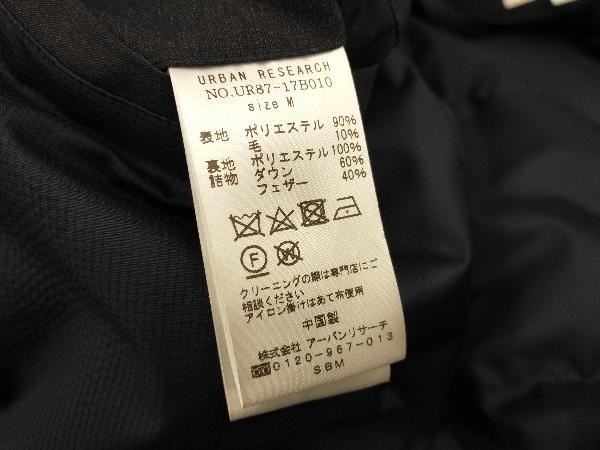 URBAN RESEARCH
NO.UR87-17B010
size M
表地 ポリエステル 90%
毛 10%
裏地 ポリエステル 100%
詰物 ダウン 60%
フェザー 40%
F W
クリーニングの際は専門店にご
相談ください
アイロン掛けはあて布使用
中国製
株式会社 アーバンリサーチ
0120-967-013
SBM